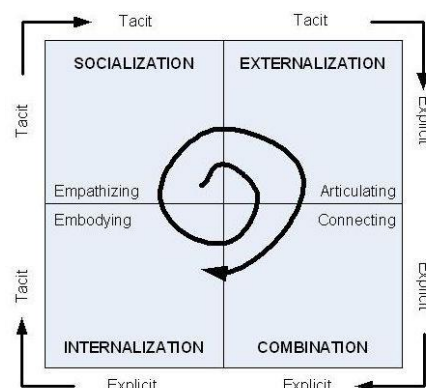 Tacit Tacit
SOCIALIZATION EXTERNALIZATION
Tacit Explicit
Empathizing Articulating
Embodying Connecting
Tacit Explicit
INTERNALIZATION COMBINATION
Explicit Explicit